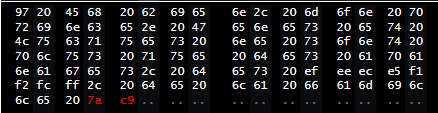 97 20 45 68 20 62 69 65 6e 2c 20 6d 6f 6e 20 70
72 69 6e 63 65 2e 20 47 65 6e 65 73 20 65 74 20
4c 75 63 71 75 65 73 20 6e 65 20 73 6f 6e 74 20
70 6c 75 73 20 71 75 65 20 64 65 73 20 61 70 61
6e 61 67 65 73 2c 20 64 65 73 20 ef ee ec e5 f1
f2 fc ff 2c 20 64 65 20 6c 61 20 66 61 6d 69 6c
6c 65 20 7a c9 .. .. .. .. .. .. .. .. .. .. ..